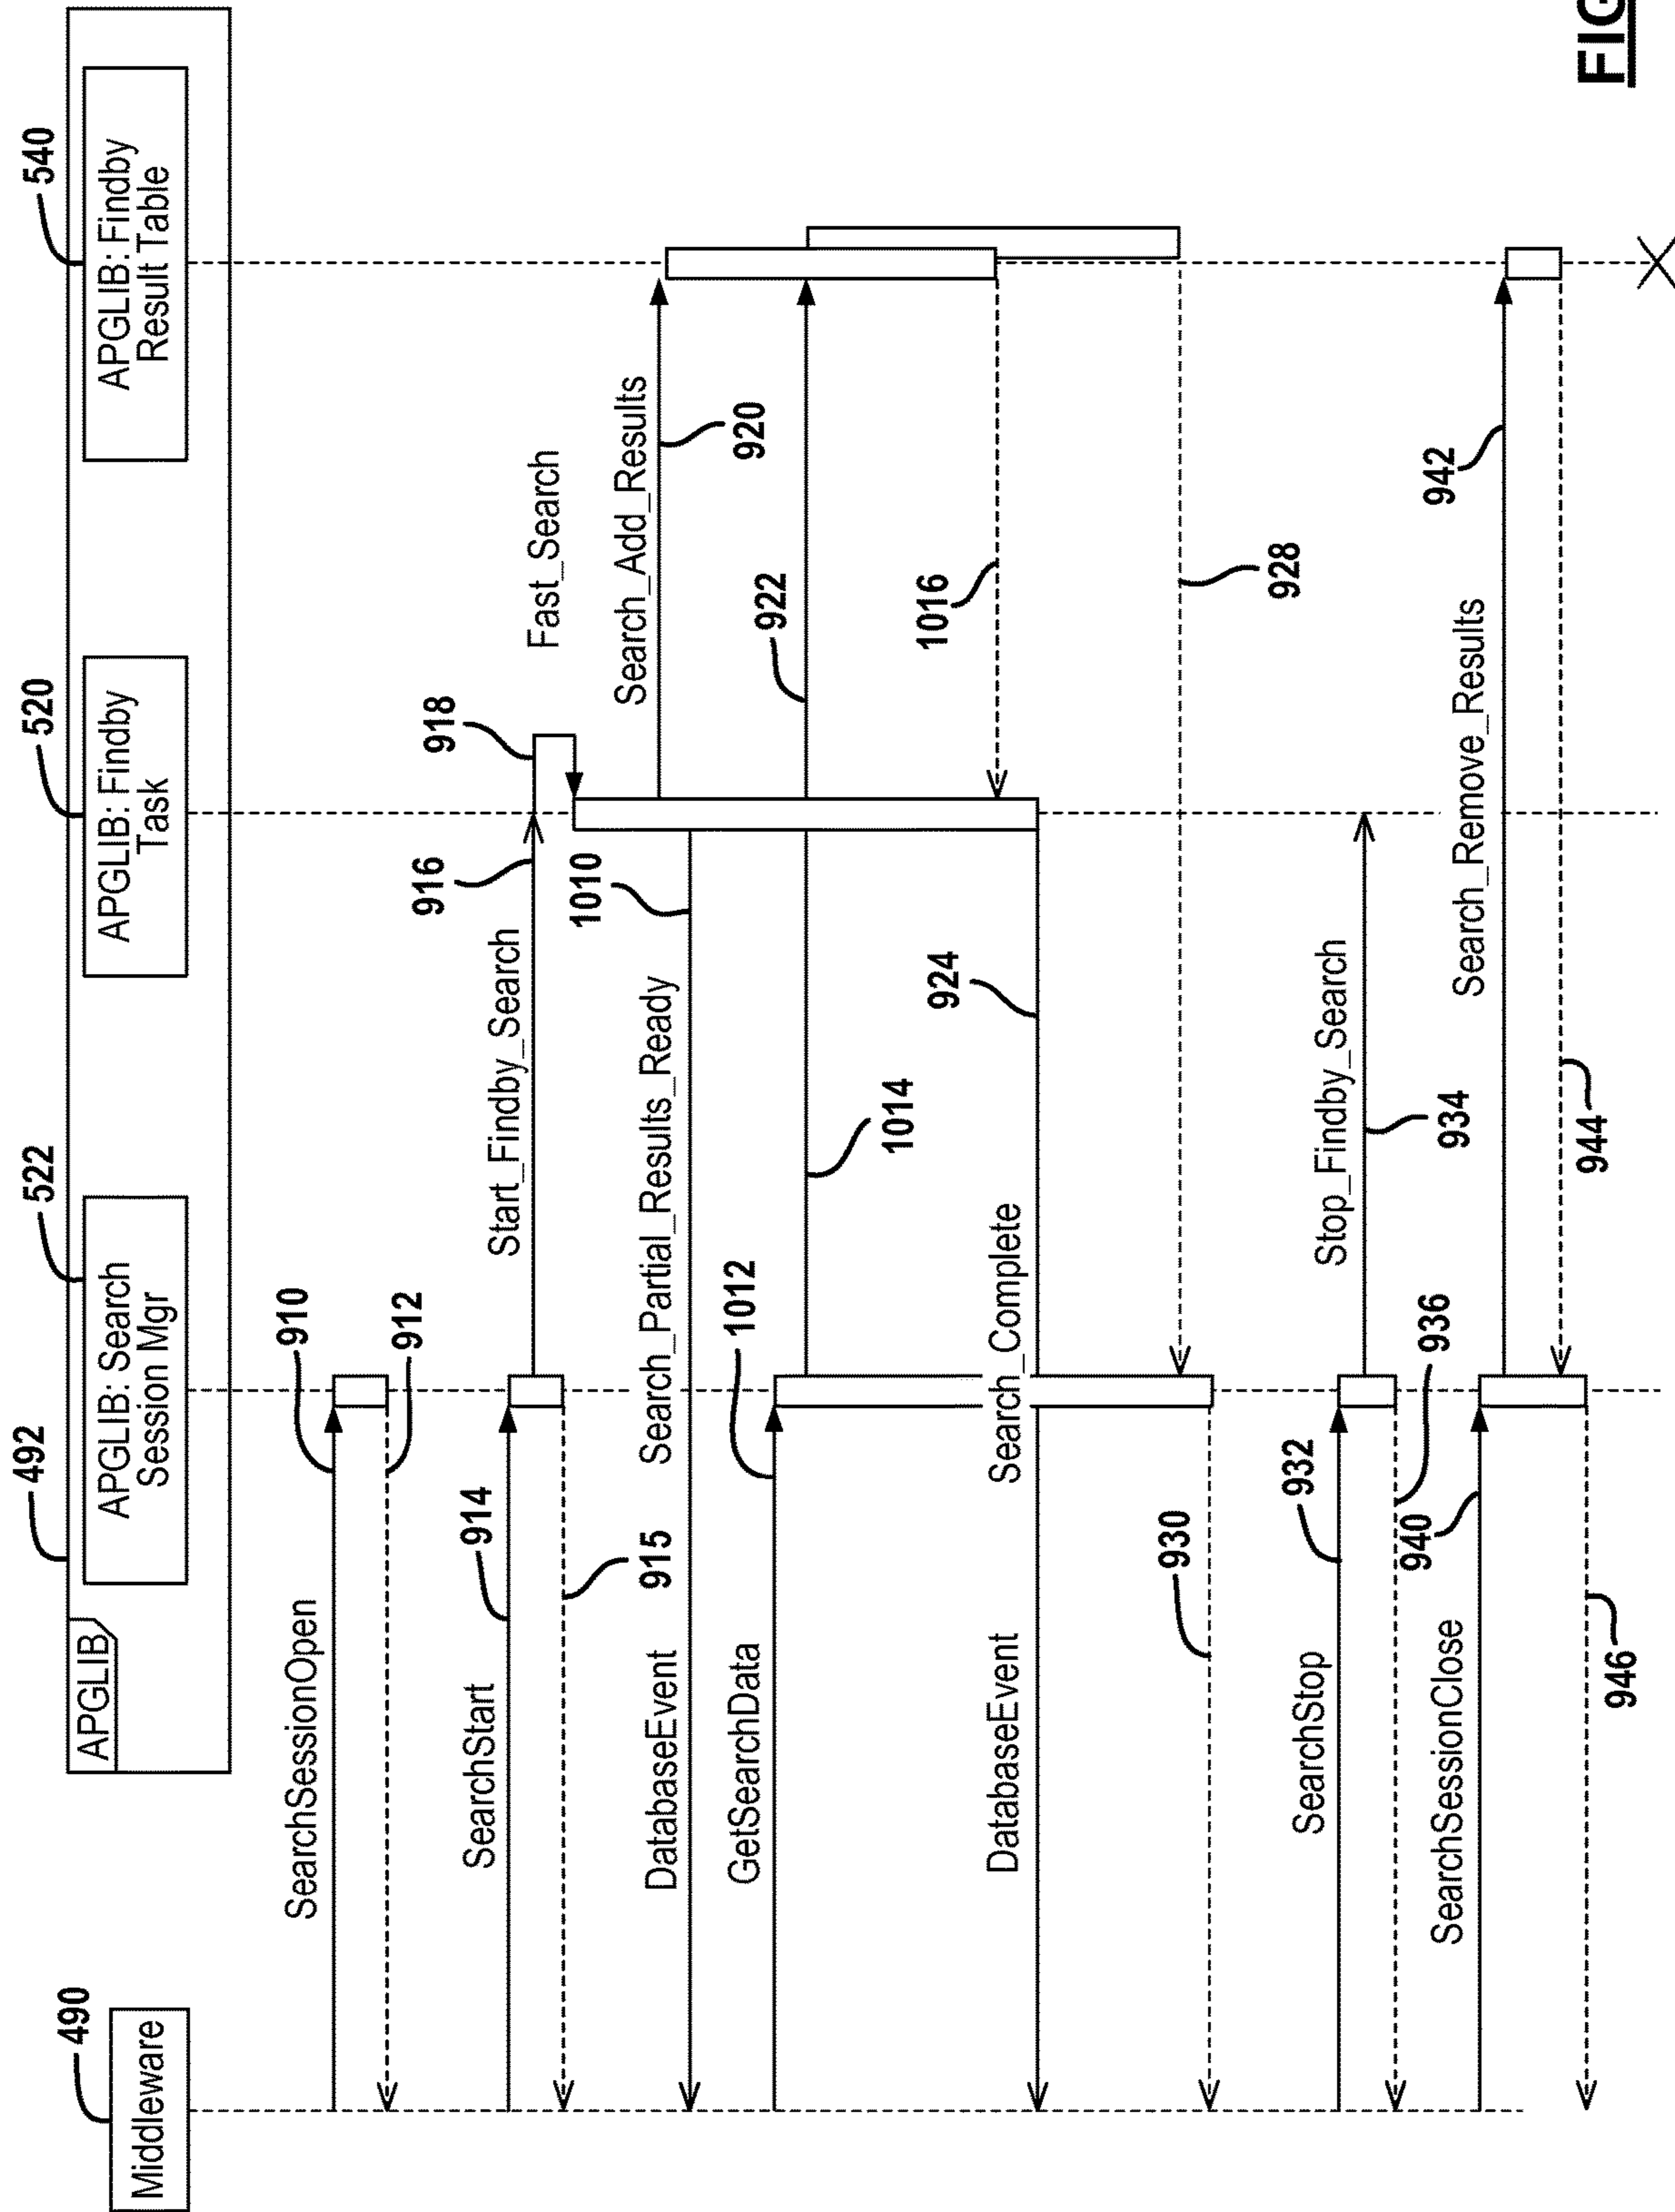 490
Middleware
492
APGLIB
522
APGLIB: Search
Session Mgr
520
APGLIB: Findby
Task
540
APGLIB: Findby
Result Table
SearchSessionOpen
910
912
SearchStart
914
915
Start_Findby_Search
916
918
Fast_Search
Search_Add_Results
920
DatabaseEvent
Search_Partial_Results_Ready
1010
GetSearchData
1012
1014
922
1016
DatabaseEvent
Search_Complete
924
928
930
SearchStop
932
Stop_Findby_Search
934
936
SearchSessionClose
940
Search_Remove_Results
942
944
946
FIG